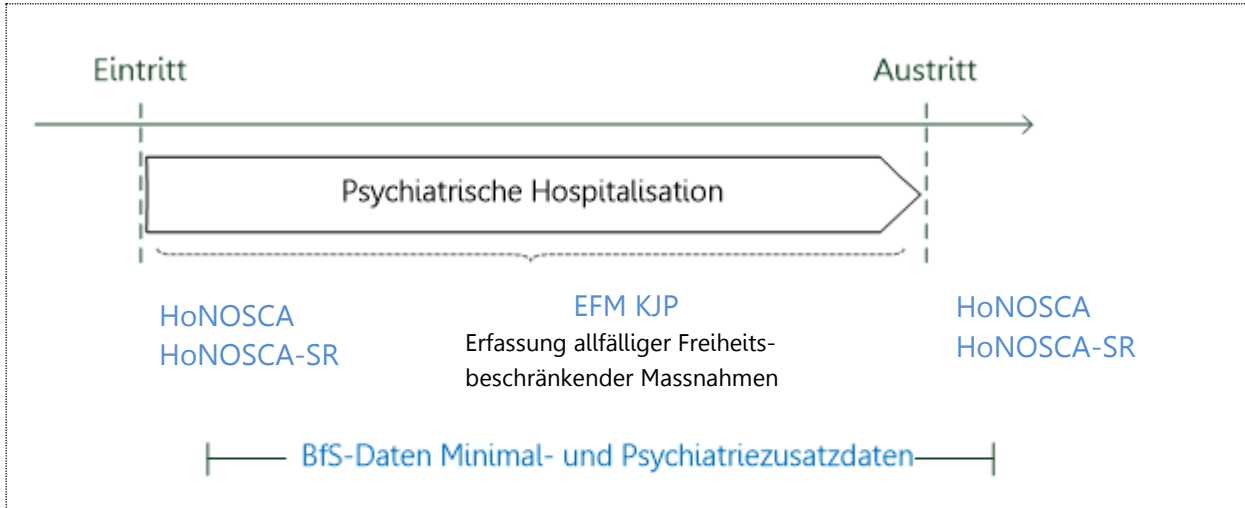 Eintritt
Austritt
Psychiatrische Hospitalisation
HoNOSCA
HoNOSCA-SR
EFM KJP
Erfassung allfälliger Freiheits-
beschränkender Massnahmen
HoNOSCA
HoNOSCA-SR
BfS-Daten Minimal- und Psychiatriezusatzdaten